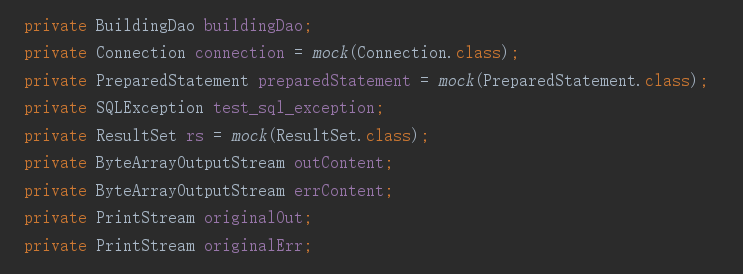 private BuildingDao buildingDao;
private Connection connection = mock(Connection.class);
private PreparedStatement preparedStatement = mock(PreparedStatement.class);
private SQLException test_sql_exception;
private ResultSet rs = mock(ResultSet.class);
private ByteArrayOutputStream outContent;
private ByteArrayOutputStream errContent;
private PrintStream originalOut;
private PrintStream originalErr;